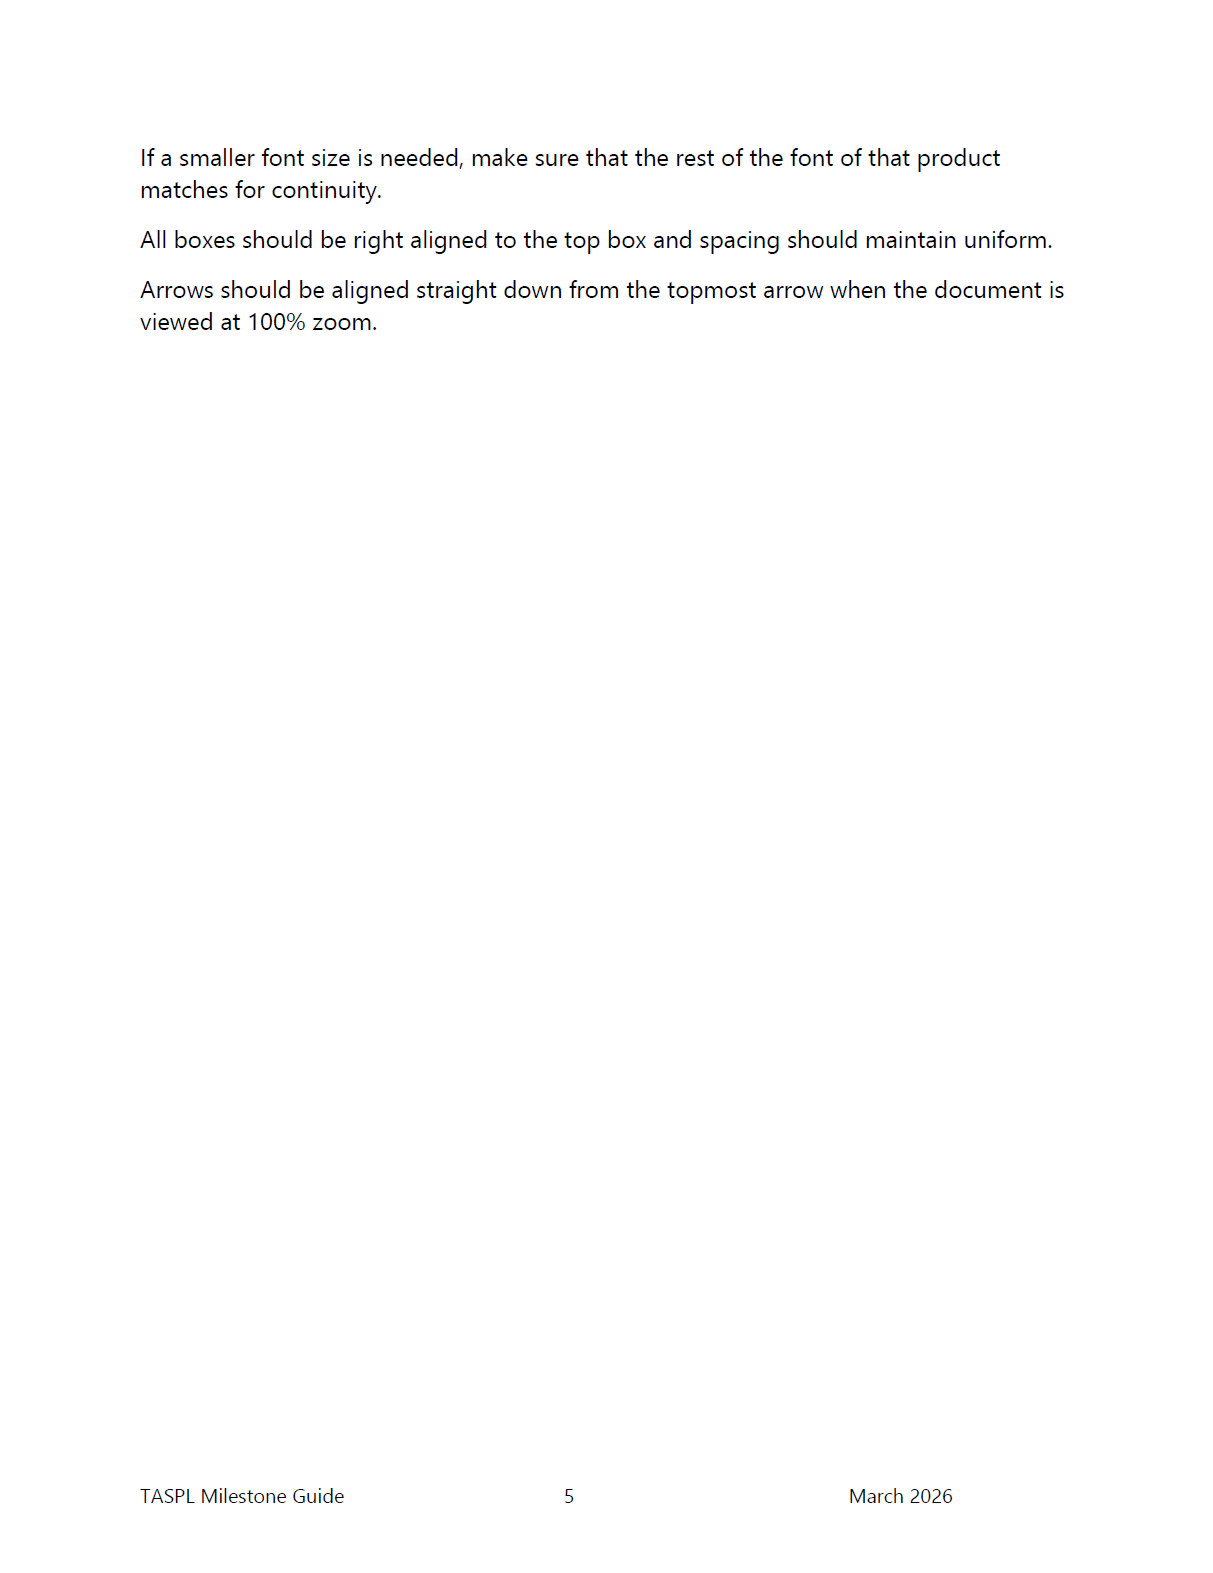 If a smaller font size is needed, make sure that the rest of the font of that product
matches for continuity.
All boxes should be right aligned to the top box and spacing should maintain uniform.
Arrows should be aligned straight down from the topmost arrow when the document is
viewed at 100% zoom.
TASPL Milestone Guide 5 March 2026